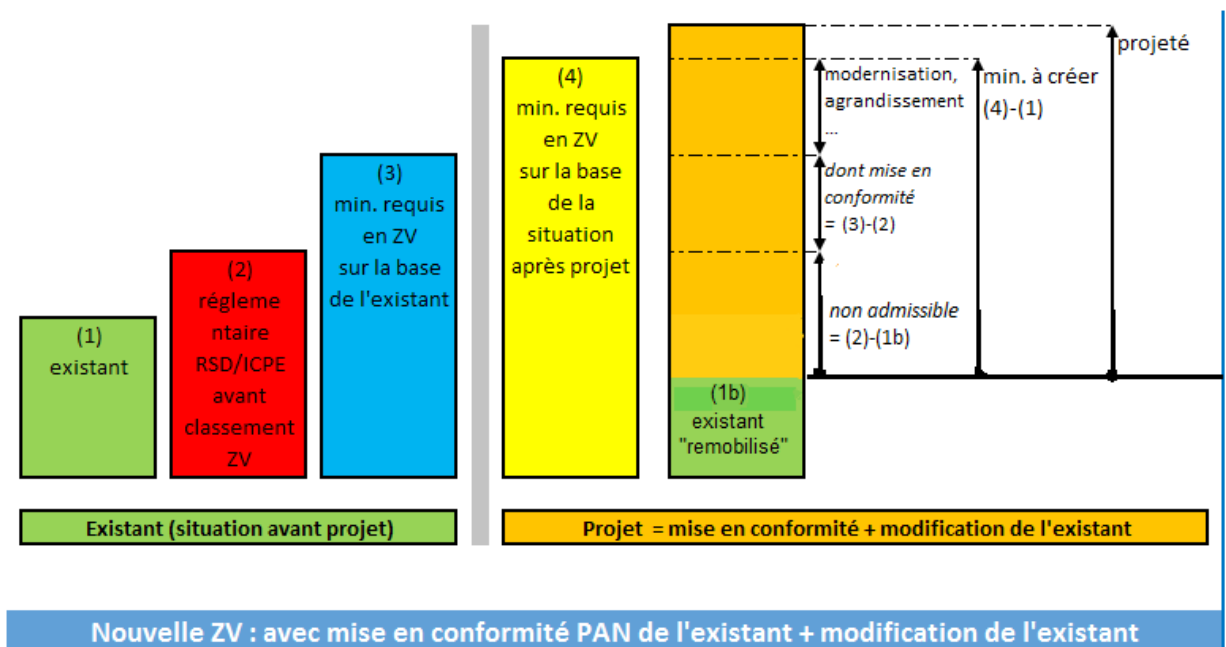 (1)
existant
(2)
régleme
ntaire
RSD/ICPE
avant
classement
ZV
(3)
min. requis
en ZV
sur la base
de l'existant
(4)
min. requis
en ZV
sur la base
de la
situation
après projet
(1b)
existant
"remobilisé"
modernisation,
agrandissement
...
dont mise en
conformité
= (3)-(2)
non admissible
= (2)-(1b)
min. à créer
(4)-(1)
projeté
Existant (situation avant projet)
Projet = mise en conformité + modification de l'existant
Nouvelle ZV : avec mise en conformité PAN de l'existant + modification de l'existant